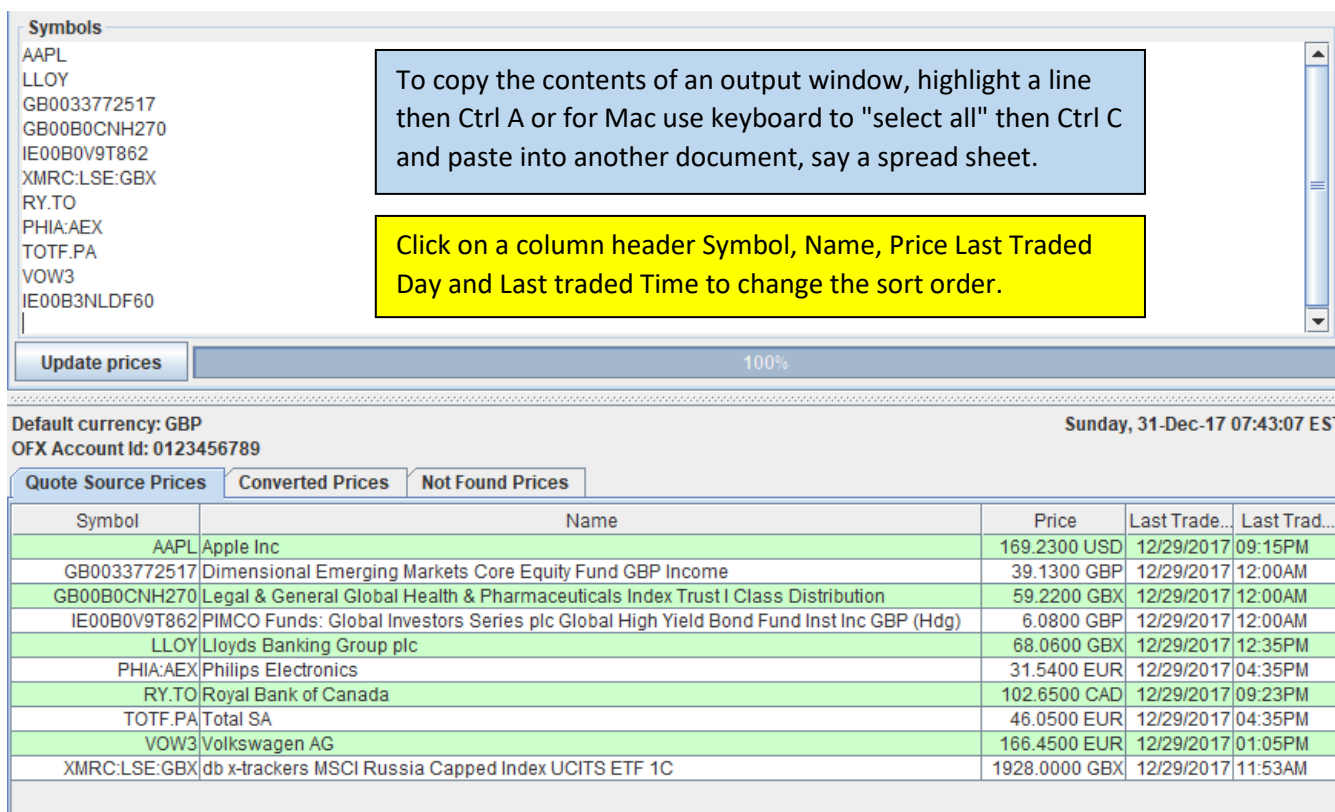 Symbols
AAPL
LLOY
GB0033772517
GB00B0CNH270
IE00B0V9T862
XMRC:LSE:GBX
RY.TO
PHIA:AEX
TOTF.PA
VOW3
IE00B3NLDF60
To copy the contents of an output window, highlight a line
then Ctrl A or for Mac use keyboard to "select all" then Ctrl C
and paste into another document, say a spread sheet.
Click on a column header Symbol, Name, Price Last Traded
Day and Last traded Time to change the sort order.
Update prices 100%
Default currency: GBP Sunday, 31-Dec-17 07:43:07 EST
OFX Account Id: 0123456789
Quote Source Prices Converted Prices Not Found Prices
Symbol Name Price Last Trade... Last Trad...
AAPL Apple Inc 169.2300 USD 12/29/2017 09:15PM
GB0033772517 Dimensional Emerging Markets Core Equity Fund GBP Income 39.1300 GBP 12/29/2017 12:00AM
GB00B0CNH270 Legal & General Global Health & Pharmaceuticals Index Trust I Class Distribution 59.2200 GBX 12/29/2017 12:00AM
IE00B0V9T862 PIMCO Funds: Global Investors Series plc Global High Yield Bond Fund Inst Inc GBP (Hdg) 6.0800 GBP 12/29/2017 12:00AM
LLOY Lloyds Banking Group plc 68.0600 GBX 12/29/2017 12:35PM
PHIA:AEX Philips Electronics 31.5400 EUR 12/29/2017 04:35PM
RY.TO Royal Bank of Canada 102.6500 CAD 12/29/2017 09:23PM
TOTF.PA Total SA 46.0500 EUR 12/29/2017 04:35PM
VOW3 Volkswagen AG 166.4500 EUR 12/29/2017 01:05PM
XMRC:LSE:GBX db x-trackers MSCI Russia Capped Index UCITS ETF 1C 1928.0000 GBX 12/29/2017 11:53AM